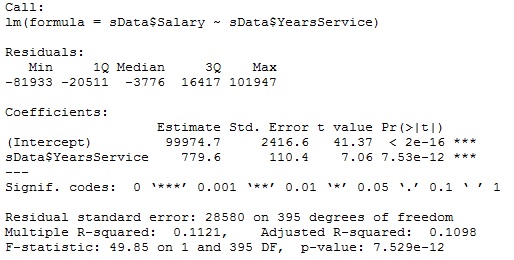 Call:
lm(formula = sData$Salary ~ sData$YearsService)
Residuals:
Min 1Q Median 3Q Max
-81933 -20511 -3776 16417 101947
Coefficients:
Estimate Std. Error t value Pr(>|t|)
(Intercept) 99974.7 2416.6 41.37 < 2e-16 ***
sData$YearsService 779.6 110.4 7.06 7.53e-12 ***
---
Signif. codes: 0 ‘***’ 0.001 ‘**’ 0.01 ‘*’ 0.05 ‘.’ 0.1 ‘ ’ 1
Residual standard error: 28580 on 395 degrees of freedom
Multiple R-squared: 0.1121, Adjusted R-squared: 0.1098
F-statistic: 49.85 on 1 and 395 DF, p-value: 7.529e-12